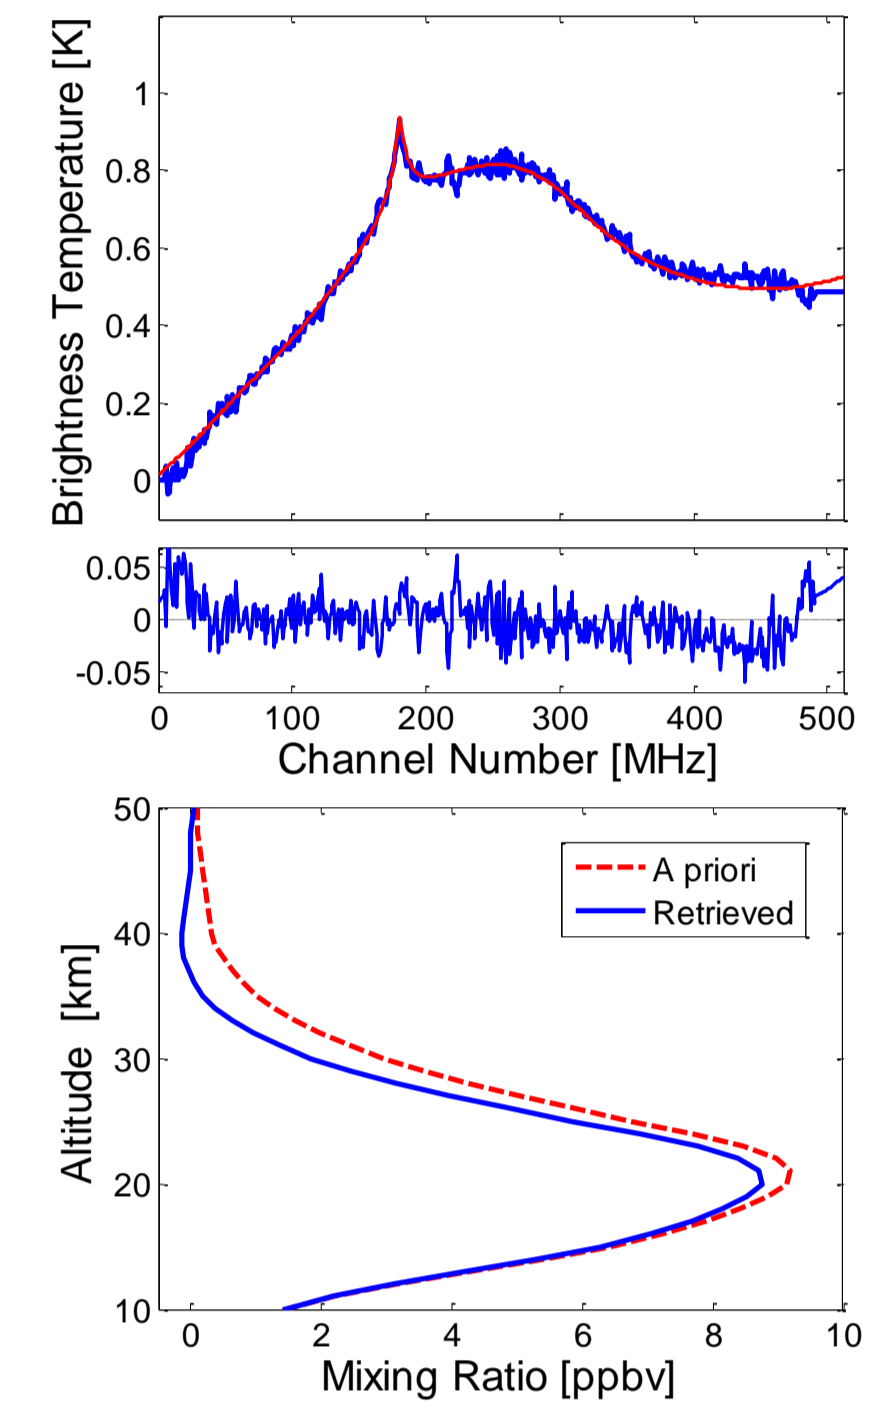 Brightness Temperature [K]
1
0.8
0.6
0.4
0.2
0
0.05
0
-0.05
0 100 200 300 400 500
Channel Number [MHz]
Altitude [km]
50
40
30
20
10
A priori
Retrieved
0 2 4 6 8 10
Mixing Ratio [ppbv]